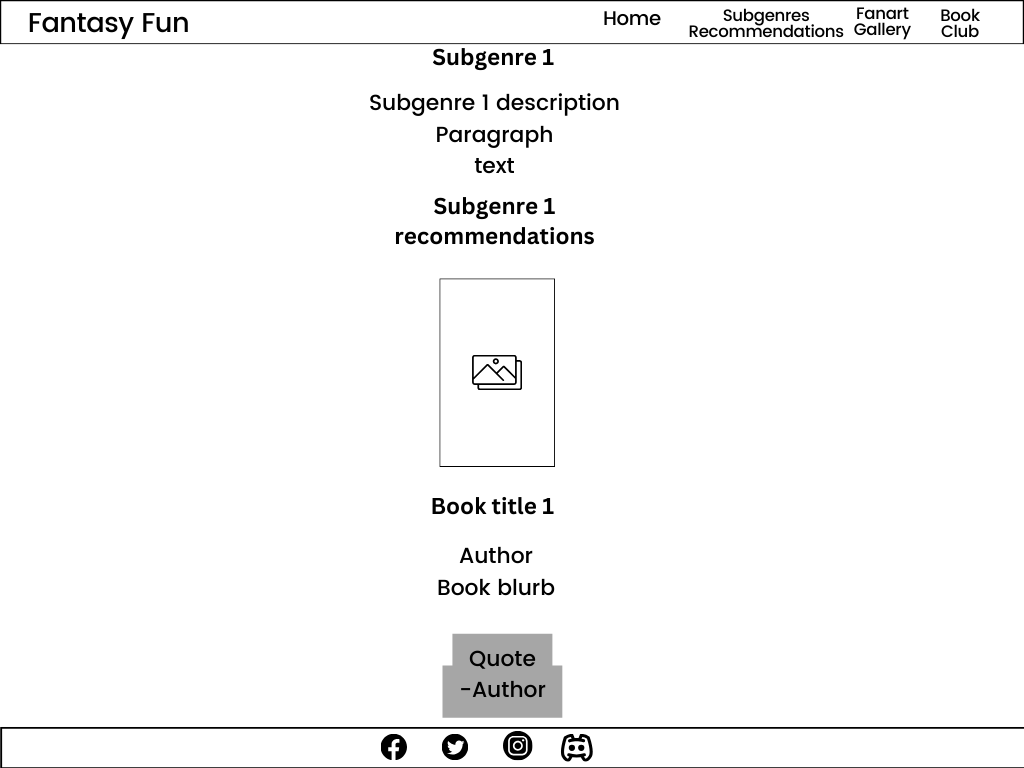 Fantasy Fun
Home
Subgenres
Recommendations
Fanart
Gallery
Book
Club
Subgenre 1
Subgenre 1 description
Paragraph
text
Subgenre 1
recommendations
Book title 1
Author
Book blurb
Quote
-Author